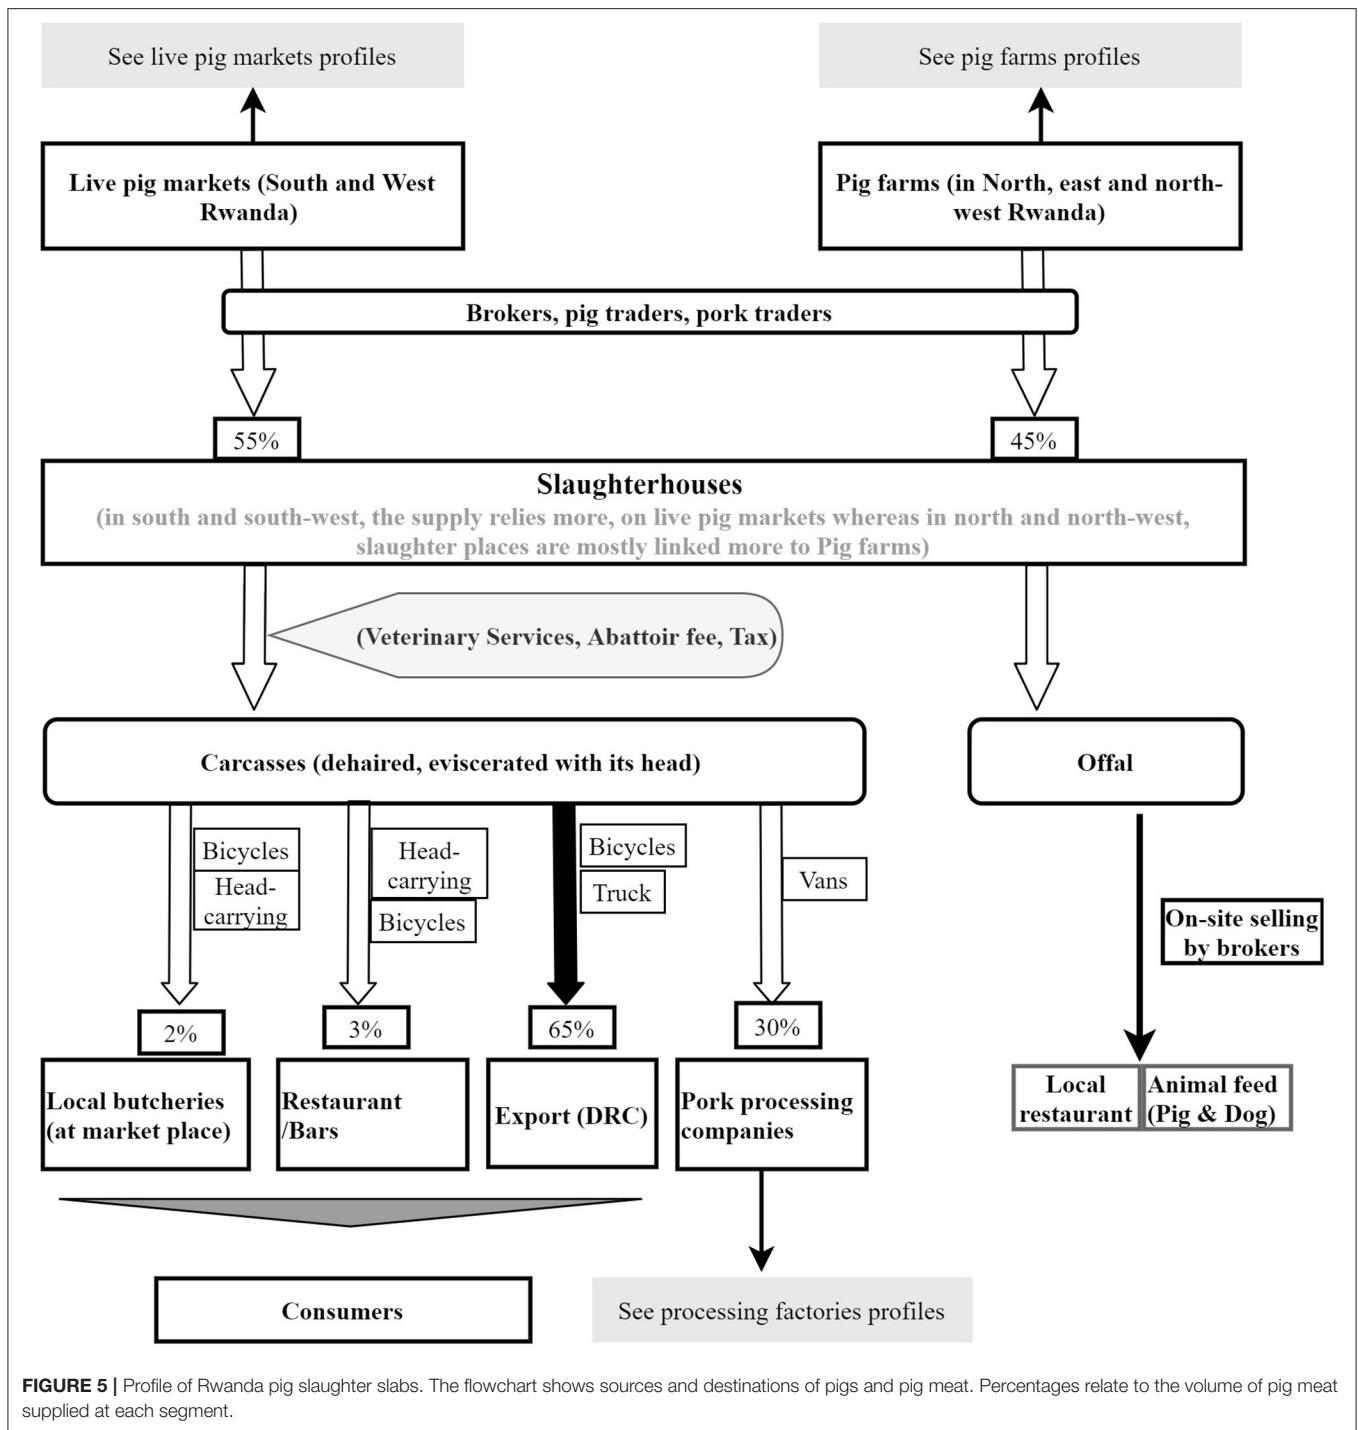 See live pig markets profiles
See pig farms profiles
Live pig markets (South and West
Rwanda)
Pig farms (in North, east and north-
west Rwanda)
Brokers, pig traders, pork traders
55%
45%
Slaughterhouses
(in south and south-west, the supply relies more, on live pig markets whereas in north and north-west,
slaughter places are mostly linked more to Pig farms)
(Veterinary Services, Abattoir fee, Tax)
Carcasses (dehaired, eviscerated with its head)
Offal
Bicycles
Head-
carrying
Head-
carrying
Bicycles
Bicycles
Truck
Vans
On-site selling
by brokers
2%
3%
65%
30%
Local butcheries
(at market place)
Restaurant
/Bars
Export (DRC)
Pork processing
companies
Local
restaurant
Animal feed
(Pig & Dog)
Consumers
See processing factories profiles
FIGURE 5 | Profile of Rwanda pig slaughter slabs. The flowchart shows sources and destinations of pigs and pig meat. Percentages relate to the volume of pig meat
supplied at each segment.